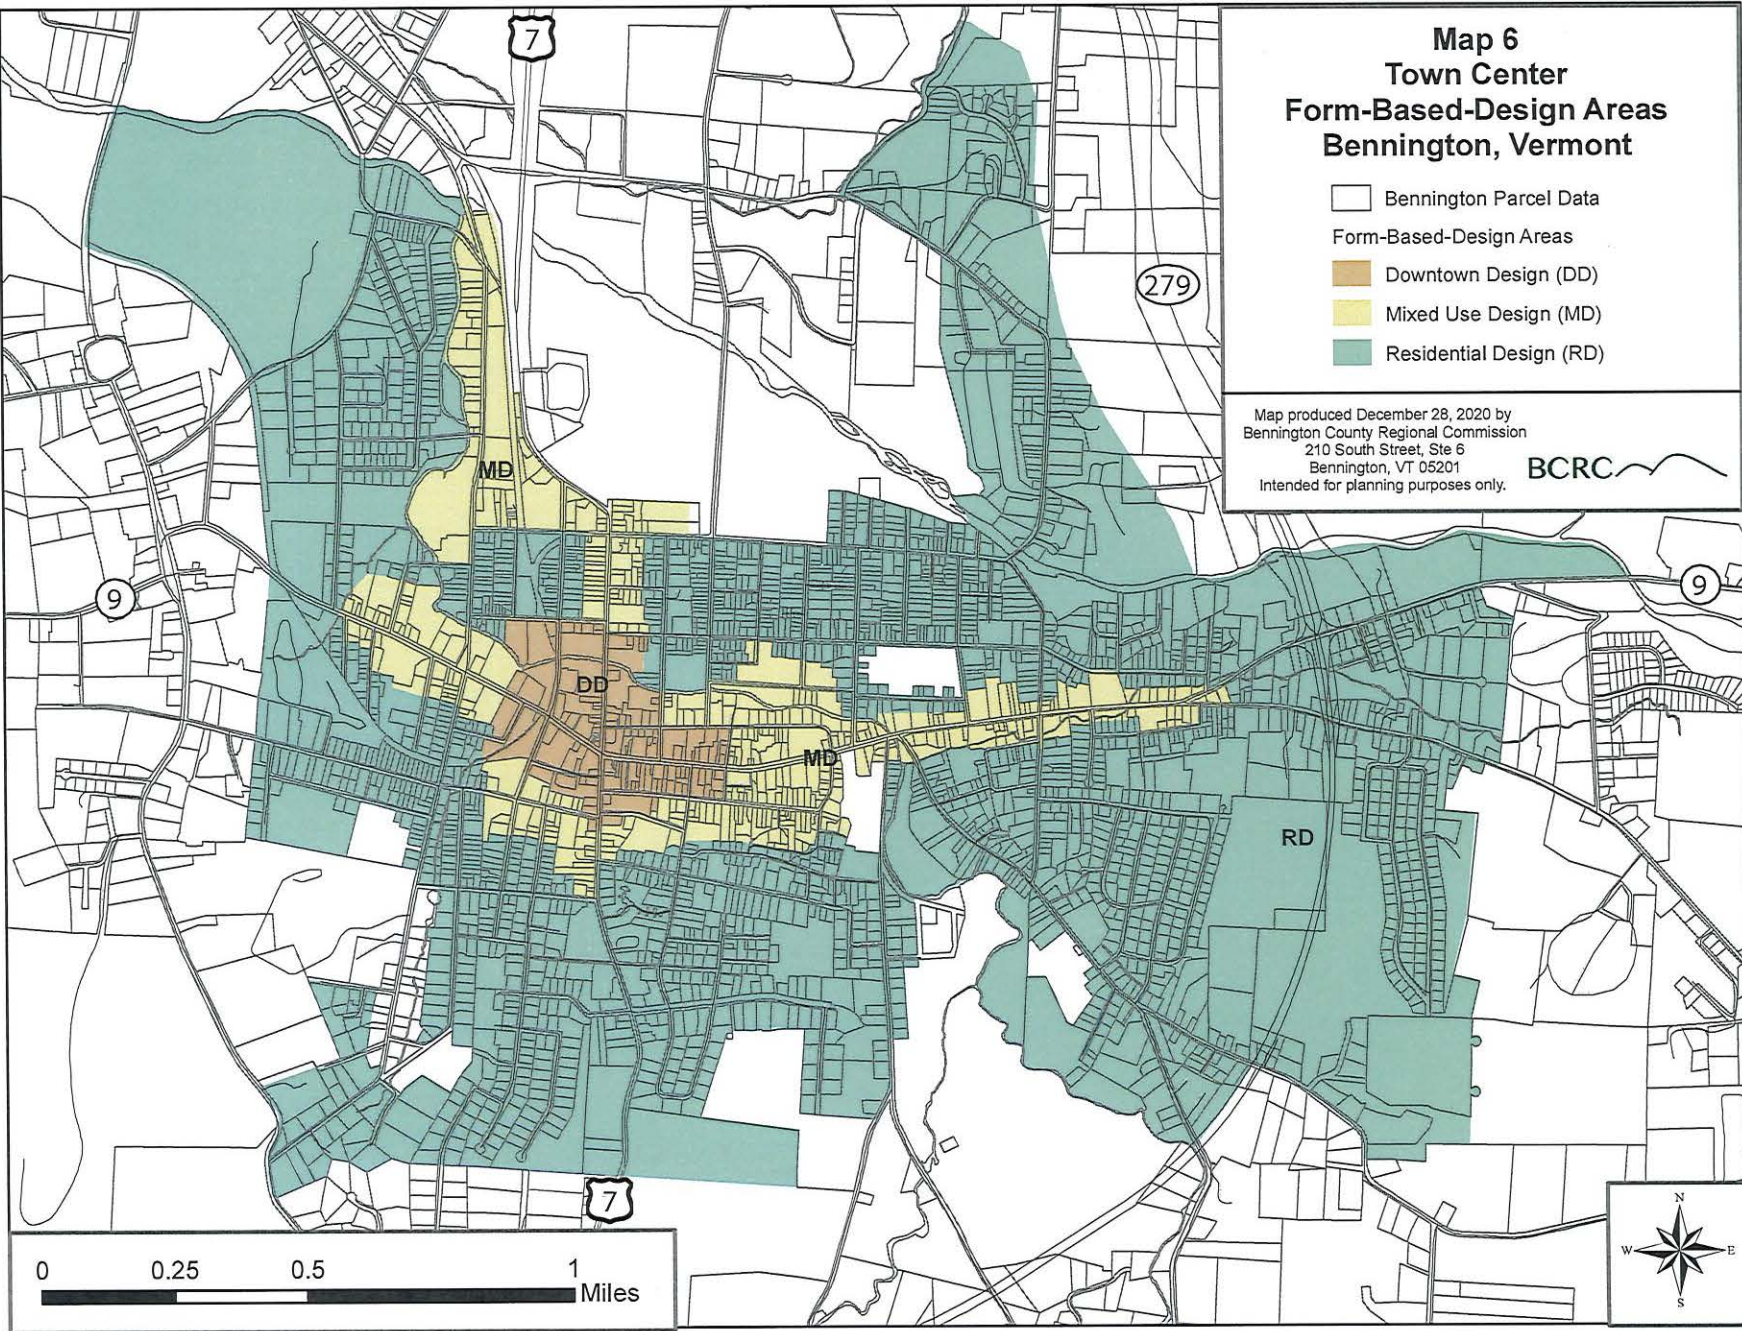 Map 6
Town Center
Form-Based-Design Areas
Bennington, Vermont
Bennington Parcel Data
Form-Based-Design Areas
Downtown Design (DD)
Mixed Use Design (MD)
Residential Design (RD)
Map produced December 28, 2020 by
Bennington County Regional Commission
210 South Street, Ste 6
Bennington, VT 05201
Intended for planning purposes only.
BCRC
7
279
MD
9
9
DD
MD
RD
7
0 0.25 0.5 1
Miles
N
W E
S